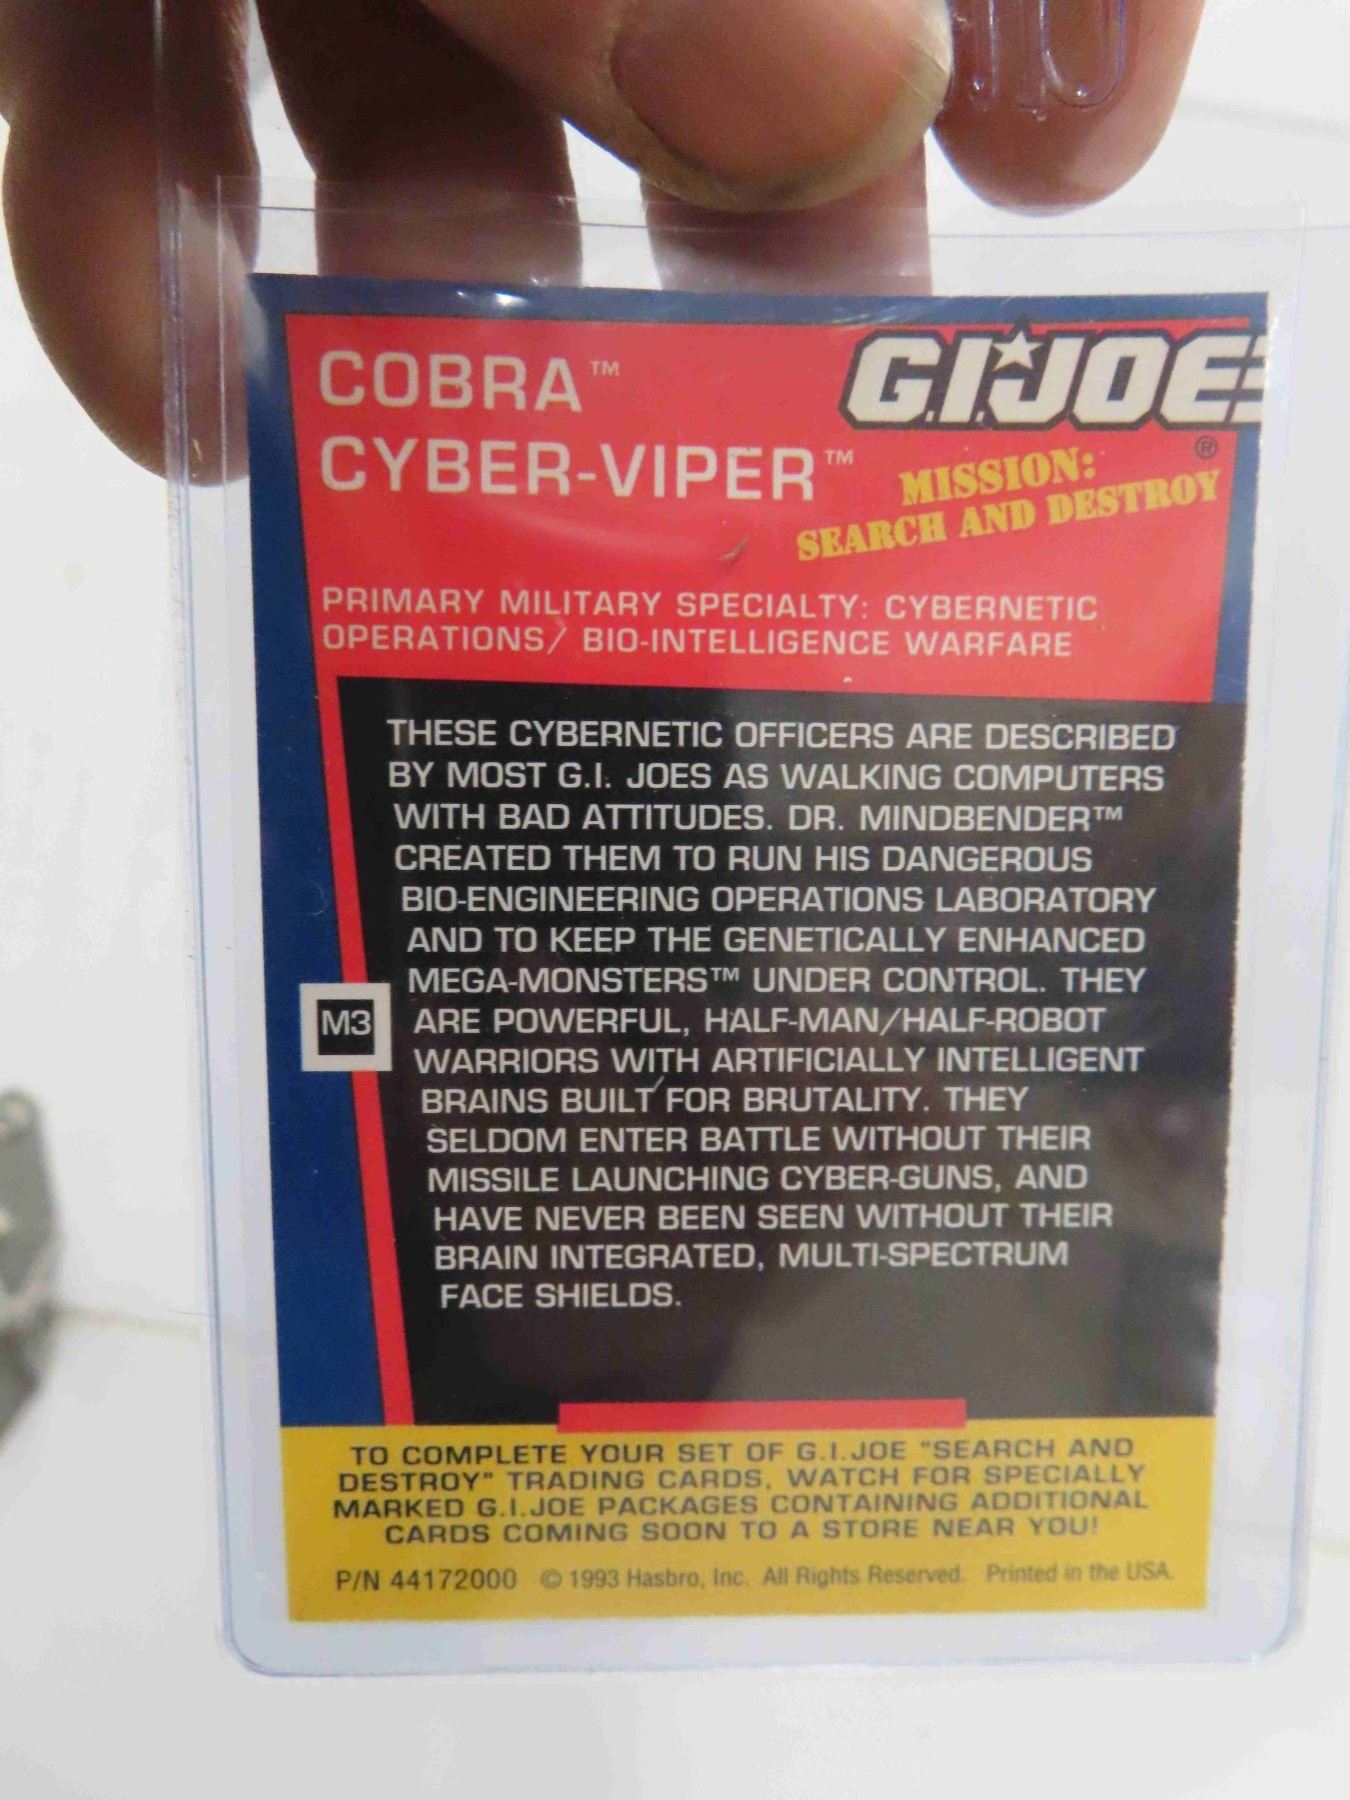 COBRA™
CYBER-VIPER™
G.I.JOE
®
MISSION:
SEARCH AND DESTROY
PRIMARY MILITARY SPECIALTY: CYBERNETIC
OPERATIONS/ BIO-INTELLIGENCE WARFARE
THESE CYBERNETIC OFFICERS ARE DESCRIBED
BY MOST G.I. JOES AS WALKING COMPUTERS
WITH BAD ATTITUDES. DR. MINDBENDER™
CREATED THEM TO RUN HIS DANGEROUS
BIO-ENGINEERING OPERATIONS LABORATORY
AND TO KEEP THE GENETICALLY ENHANCED
MEGA-MONSTERS™ UNDER CONTROL. THEY
M3
ARE POWERFUL, HALF-MAN/HALF-ROBOT
WARRIORS WITH ARTIFICIALLY INTELLIGENT
BRAINS BUILT FOR BRUTALITY. THEY
SELDOM ENTER BATTLE WITHOUT THEIR
MISSILE LAUNCHING CYBER-GUNS, AND
HAVE NEVER BEEN SEEN WITHOUT THEIR
BRAIN INTEGRATED, MULTI-SPECTRUM
FACE SHIELDS.
TO COMPLETE YOUR SET OF G.I.JOE "SEARCH AND
DESTROY" TRADING CARDS, WATCH FOR SPECIALLY
MARKED G.I.JOE PACKAGES CONTAINING ADDITIONAL
CARDS COMING SOON TO A STORE NEAR YOU!
P/N 44172000 © 1993 Hasbro, Inc. All Rights Reserved. Printed in the USA.